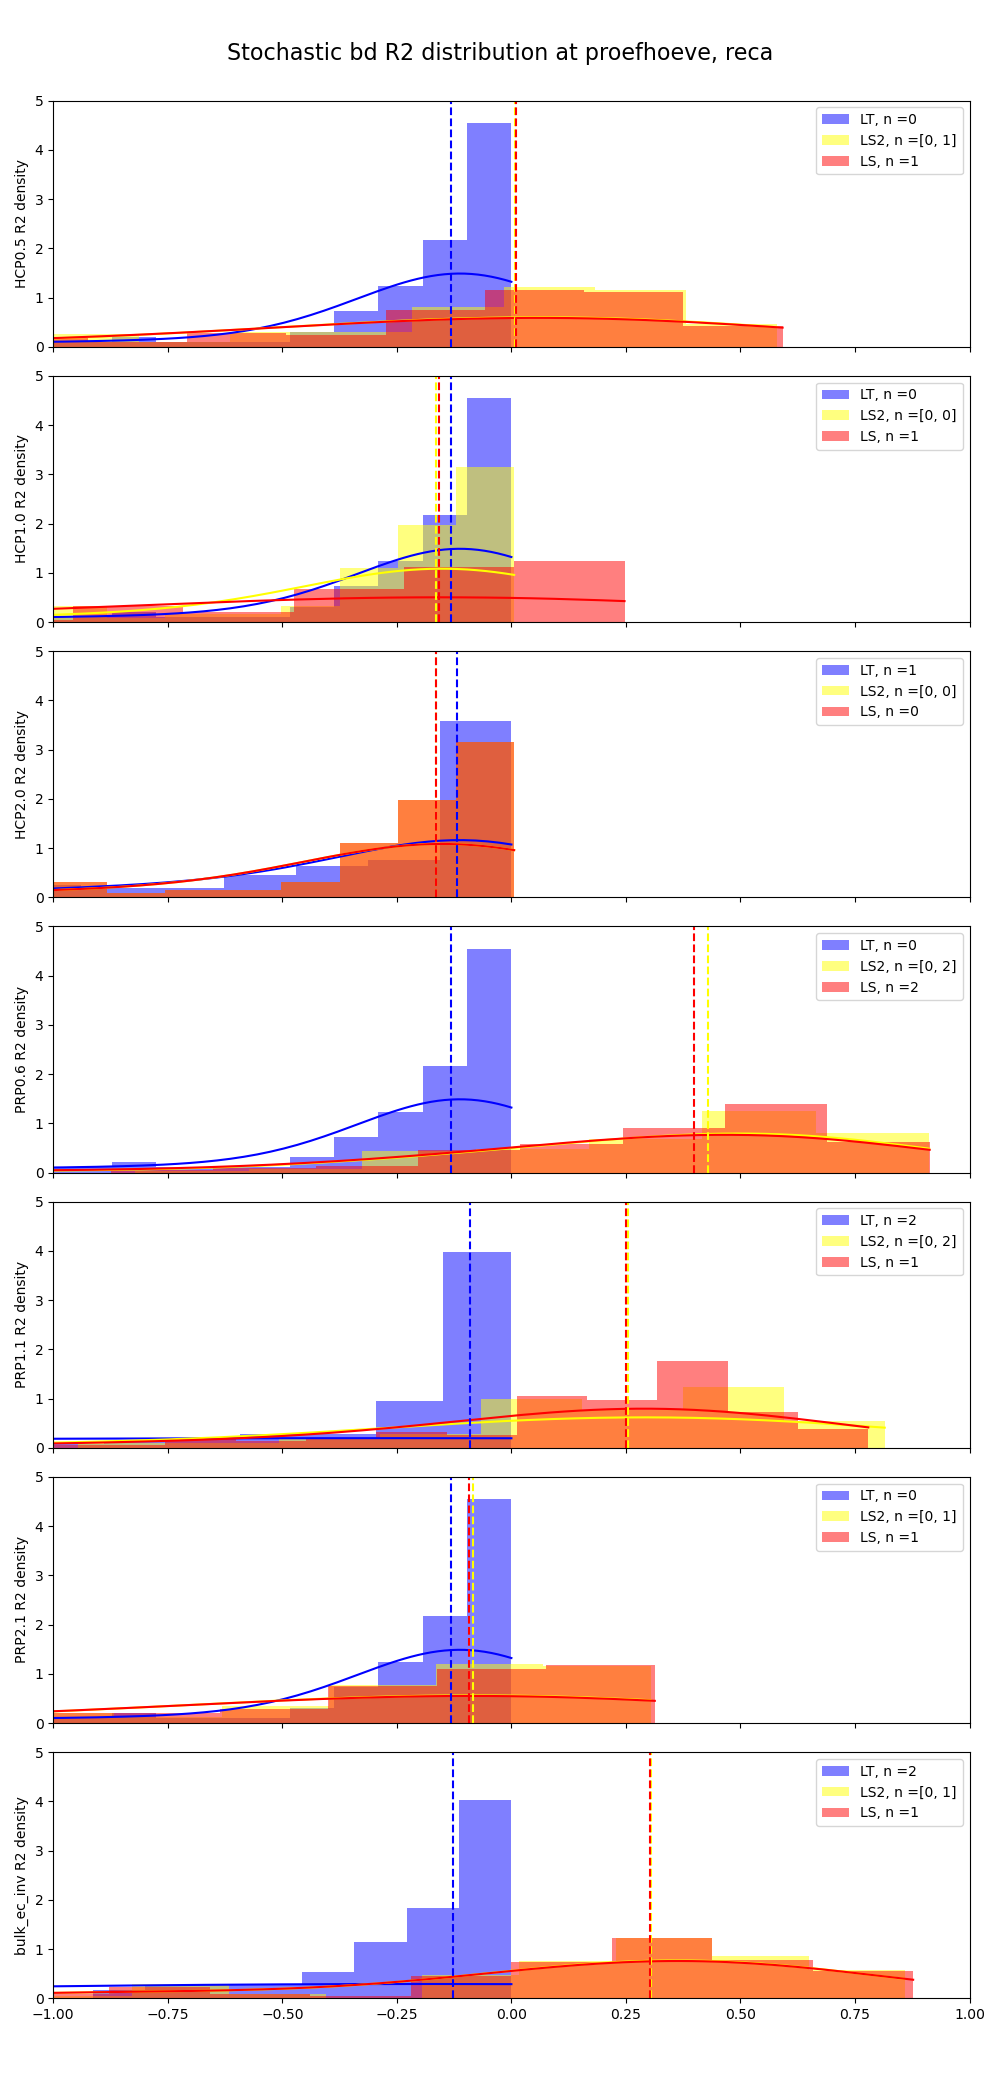 Stochastic bd R2 distribution at proefhoeve, reca
HCP0.5 R2 density
5
4
3
2
1
0
LT, n =0
LS2, n =[0, 1]
LS, n =1
HCP1.0 R2 density
5
4
3
2
1
0
LT, n =0
LS2, n =[0, 0]
LS, n =1
HCP2.0 R2 density
5
4
3
2
1
0
LT, n =1
LS2, n =[0, 0]
LS, n =0
PRP0.6 R2 density
5
4
3
2
1
0
LT, n =0
LS2, n =[0, 2]
LS, n =2
PRP1.1 R2 density
5
4
3
2
1
0
LT, n =2
LS2, n =[0, 2]
LS, n =1
PRP2.1 R2 density
5
4
3
2
1
0
LT, n =0
LS2, n =[0, 1]
LS, n =1
bulk_ec_inv R2 density
5
4
3
2
1
0
LT, n =2
LS2, n =[0, 1]
LS, n =1
−1.00 −0.75 −0.50 −0.25 0.00 0.25 0.50 0.75 1.00